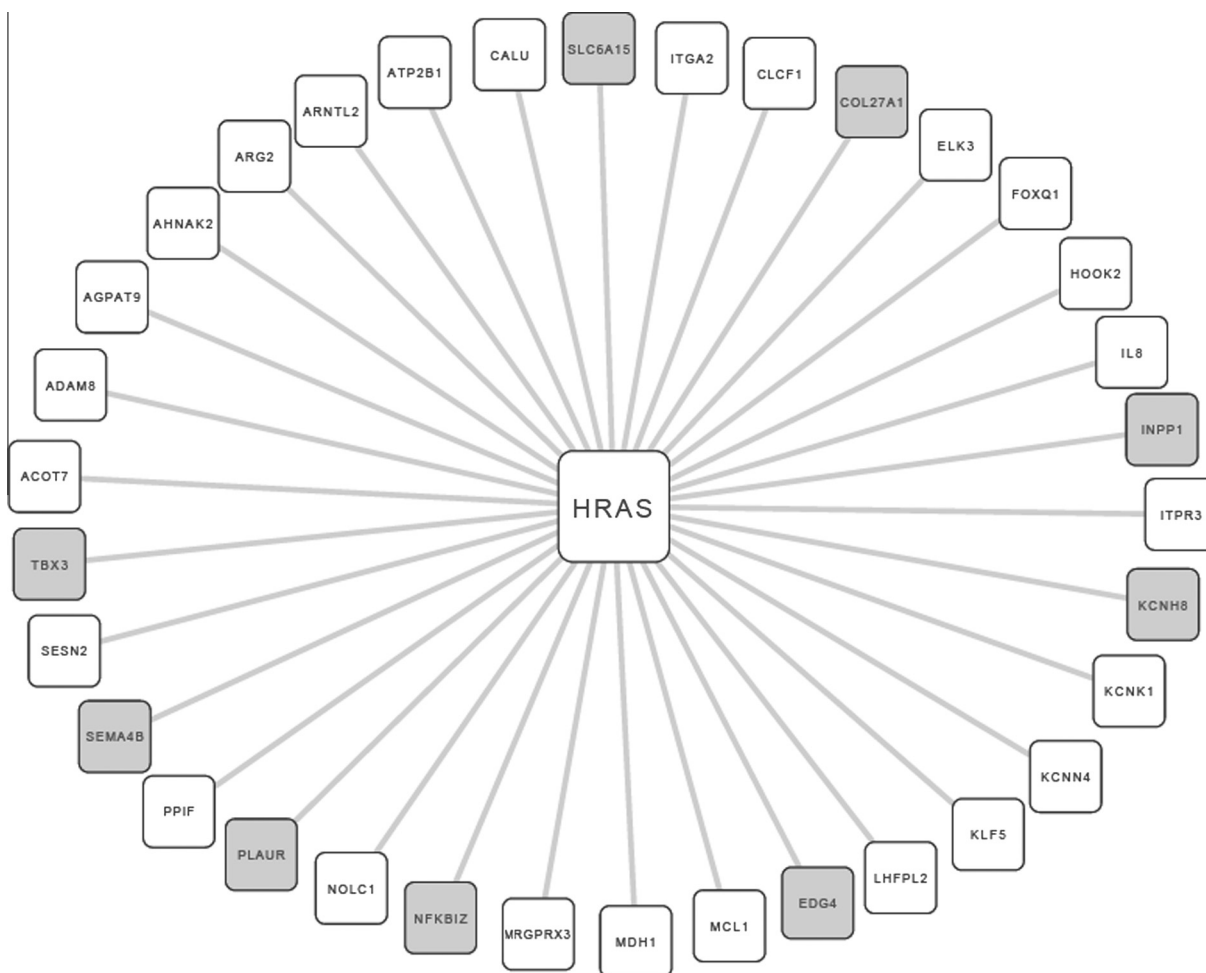 SLC6A15
CALU
ITGA2
ATP2B1
CLCF1
COL27A1
ARNTL2
ELK3
ARG2
FOXQ1
AHNAK2
HOOK2
AGPAT9
IL8
ADAM8
INPP1
ACOT7
HRAS
ITPR3
TBX3
KCNH8
SESN2
KCNK1
SEMA4B
KCNN4
PPIF
KLF5
PLAUR
LHFPL2
NOLC1
EDG4
NFKBIZ
MCL1
MRGPRX3
MDH1